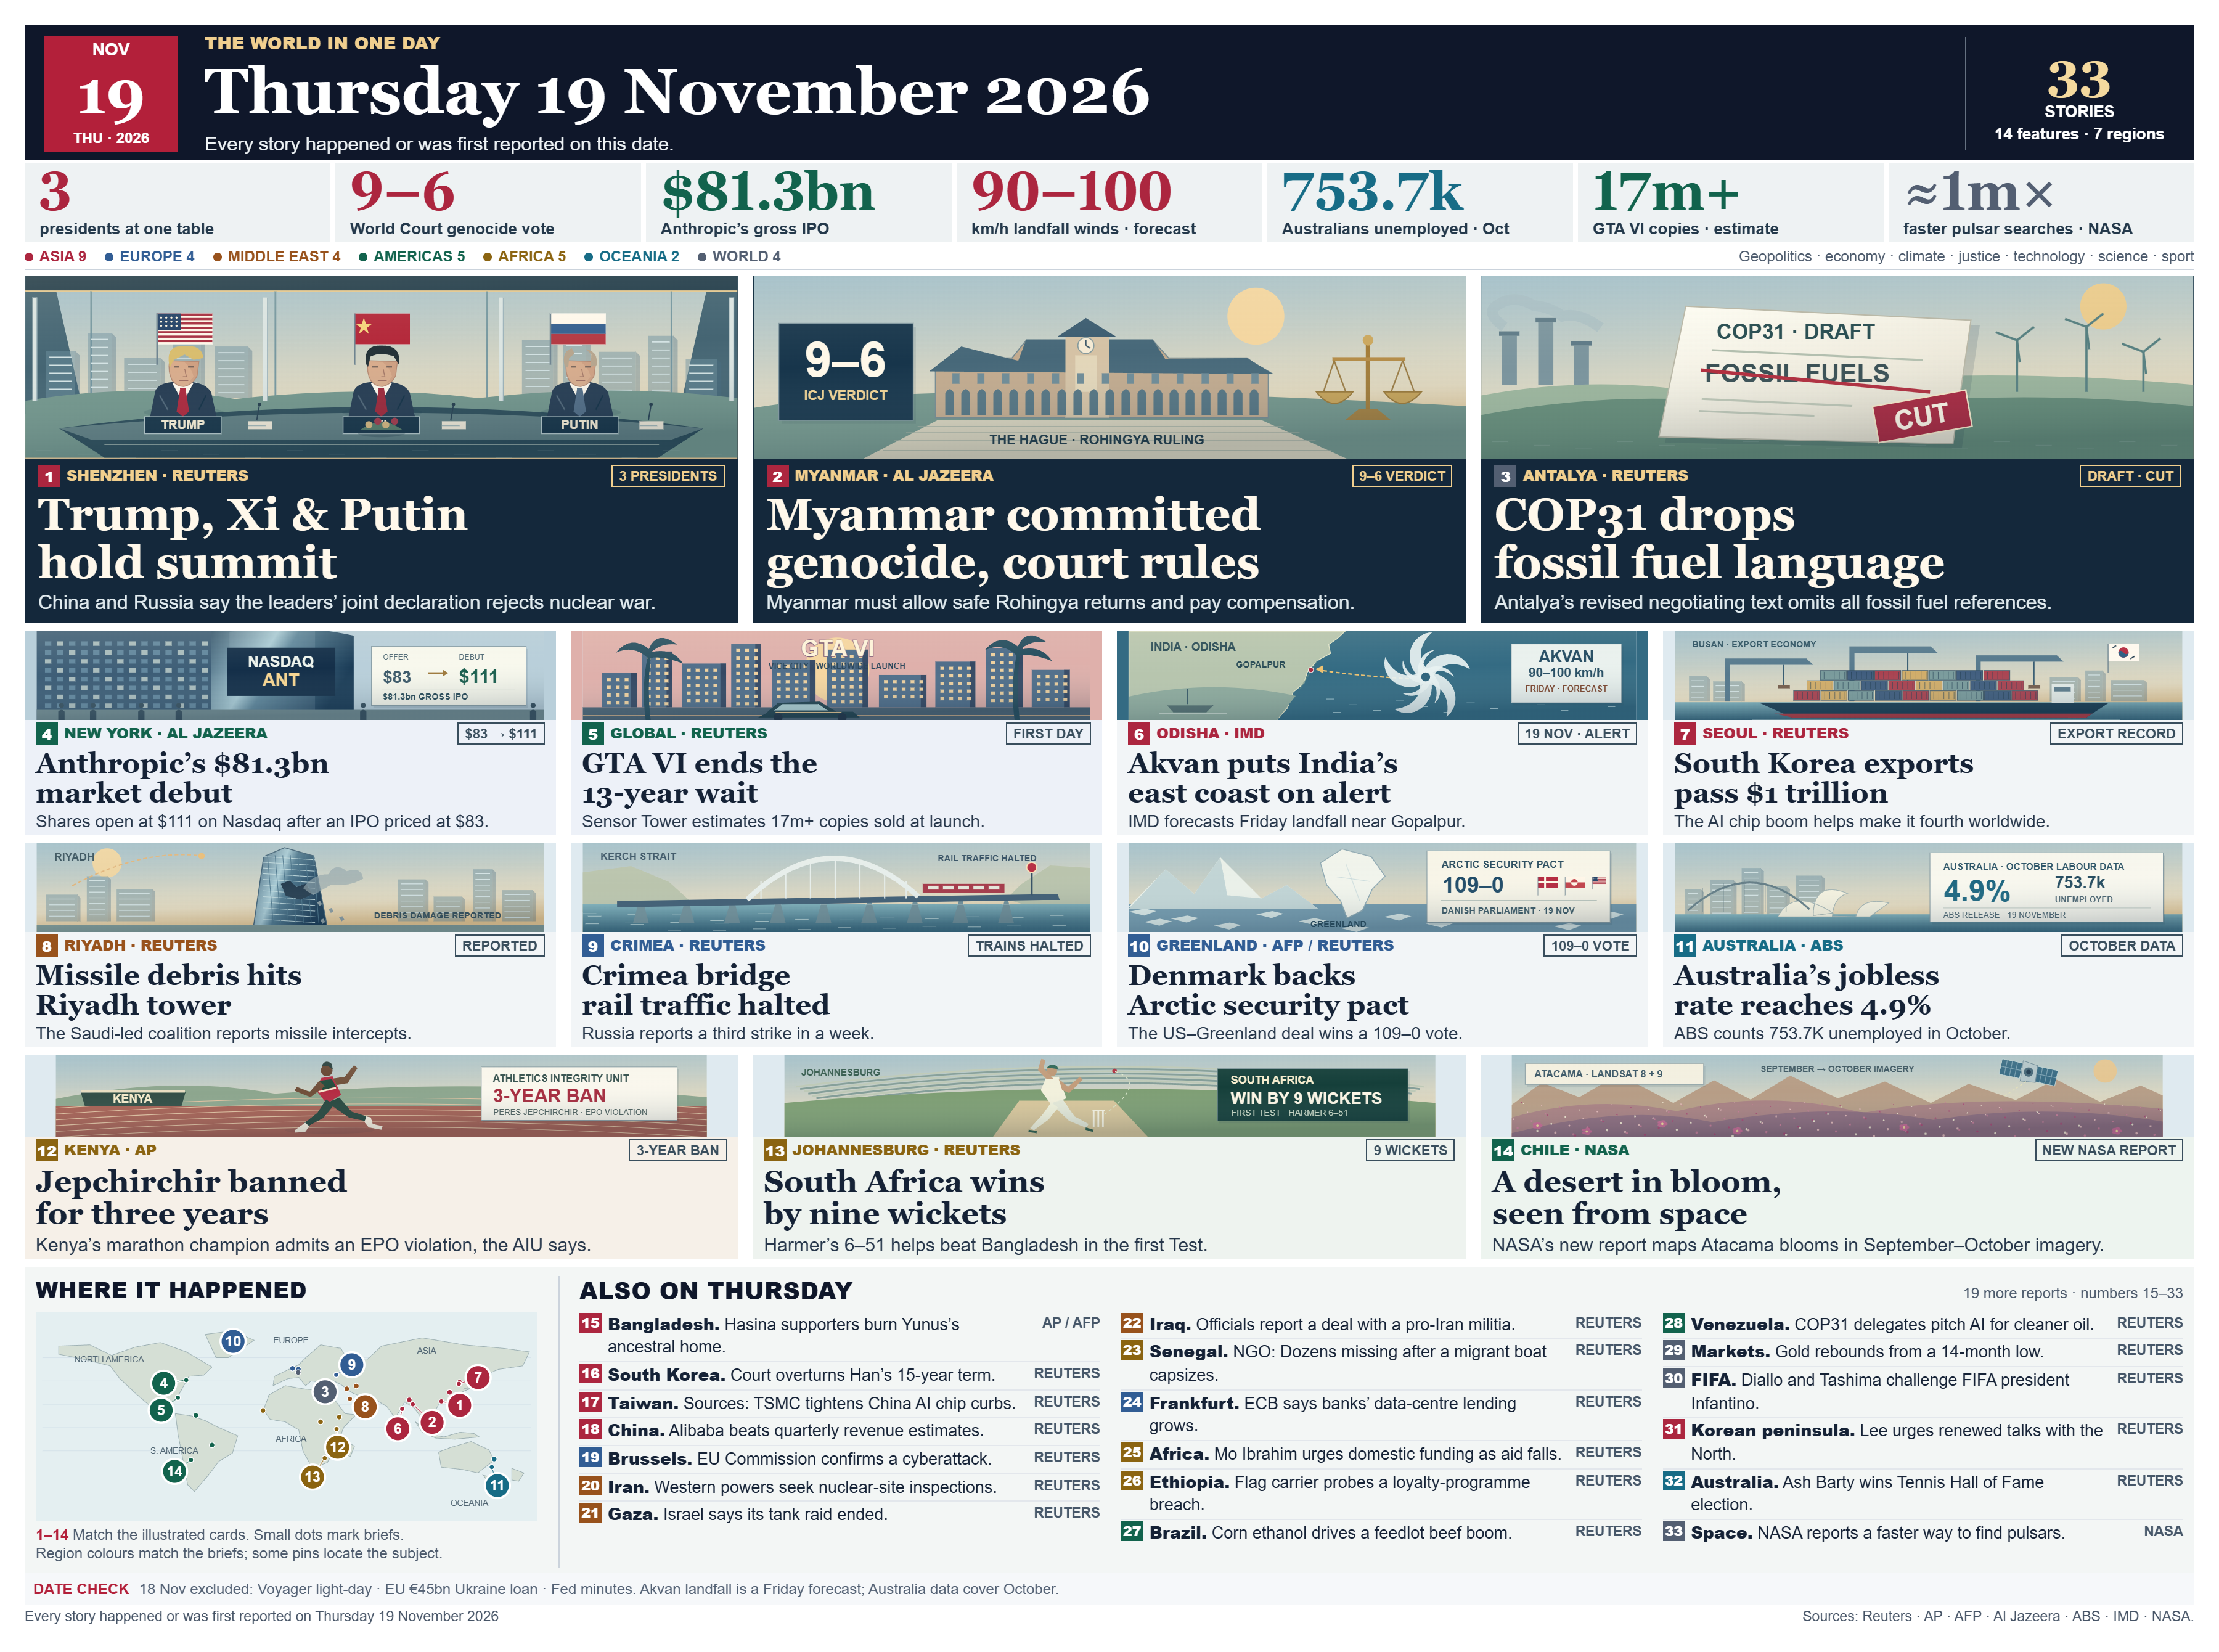 NOV
19
THU · 2026
THE WORLD IN ONE DAY
Thursday 19 November 2026
Every story happened or was first reported on this date.
33
STORIES
14 features · 7 regions
3
presidents at one table
9–6
World Court genocide vote
$81.3bn
Anthropic’s gross IPO
90–100
km/h landfall winds · forecast
753.7k
Australians unemployed · Oct
17m+
GTA VI copies · estimate
≈1m×
faster pulsar searches · NASA
ASIA 9
EUROPE 4
MIDDLE EAST 4
AMERICAS 5
AFRICA 5
OCEANIA 2
WORLD 4
Geopolitics · economy · climate · justice · technology · science · sport
TRUMP
PUTIN
1 SHENZHEN · REUTERS
3 PRESIDENTS
Trump, Xi & Putin
hold summit
China and Russia say the leaders’ joint declaration rejects nuclear war.
9–6
ICJ VERDICT
THE HAGUE · ROHINGYA RULING
2 MYANMAR · AL JAZEERA
9–6 VERDICT
Myanmar committed
genocide, court rules
Myanmar must allow safe Rohingya returns and pay compensation.
COP31 · DRAFT
FOSSIL FUELS
CUT
3 ANTALYA · REUTERS
DRAFT · CUT
COP31 drops
fossil fuel language
Antalya’s revised negotiating text omits all fossil fuel references.
NASDAQ
ANT
OFFER
DEBUT
$83 → $111
$81.3bn GROSS IPO
4 NEW YORK · AL JAZEERA
$83 → $111
Anthropic’s $81.3bn
market debut
Shares open at $111 on Nasdaq after an IPO priced at $83.
GTA VI
LAUNCH
5 GLOBAL · REUTERS
FIRST DAY
GTA VI ends the
13-year wait
Sensor Tower estimates 17m+ copies sold at launch.
INDIA · ODISHA
GOPALPUR
AKVAN
90–100 km/h
FRIDAY · FORECAST
6 ODISHA · IMD
19 NOV · ALERT
Akvan puts India’s
east coast on alert
IMD forecasts Friday landfall near Gopalpur.
BUSAN · EXPORT ECONOMY
7 SEOUL · REUTERS
EXPORT RECORD
South Korea exports
pass $1 trillion
The AI chip boom helps make it fourth worldwide.
RIYADH
DEBRIS DAMAGE REPORTED
8 RIYADH · REUTERS
REPORTED
Missile debris hits
Riyadh tower
The Saudi-led coalition reports missile intercepts.
KERCH STRAIT
RAIL TRAFFIC HALTED
9 CRIMEA · REUTERS
TRAINS HALTED
Crimea bridge
rail traffic halted
Russia reports a third strike in a week.
GREENLAND
ARCTIC SECURITY PACT
109–0
DANISH PARLIAMENT · 19 NOV
10 GREENLAND · AFP / REUTERS
109–0 VOTE
Denmark backs
Arctic security pact
The US–Greenland deal wins a 109–0 vote.
AUSTRALIA · OCTOBER LABOUR DATA
4.9%
753.7k
UNEMPLOYED
ABS RELEASE · 19 NOVEMBER
11 AUSTRALIA · ABS
OCTOBER DATA
Australia’s jobless
rate reaches 4.9%
ABS counts 753.7K unemployed in October.
KENYA
ATHLETICS INTEGRITY UNIT
3-YEAR BAN
PERES JEPCHIRCHIR · EPO VIOLATION
12 KENYA · AP
3-YEAR BAN
Jepchirchir banned
for three years
Kenya’s marathon champion admits an EPO violation, the AIU says.
JOHANNESBURG
SOUTH AFRICA
WIN BY 9 WICKETS
FIRST TEST · HARMER 6–51
13 JOHANNESBURG · REUTERS
9 WICKETS
South Africa wins
by nine wickets
Harmer’s 6–51 helps beat Bangladesh in the first Test.
ATACAMA · LANDSAT 8 + 9
SEPTEMBER → OCTOBER IMAGERY
14 CHILE · NASA
NEW NASA REPORT
A desert in bloom,
seen from space
NASA’s new report maps Atacama blooms in September–October imagery.
WHERE IT HAPPENED
NORTH AMERICA
EUROPE
ASIA
S. AMERICA
AFRICA
OCEANIA
10
9
7
4
3
5
8
1
6
2
12
14
13
11
1–14 Match the illustrated cards. Small dots mark briefs.
Region colours match the briefs; some pins locate the subject.
ALSO ON THURSDAY
19 more reports · numbers 15–33
15 Bangladesh. Hasina supporters burn Yunus’s AP / AFP
ancestral home.
16 South Korea. Court overturns Han’s 15-year term. REUTERS
17 Taiwan. Sources: TSMC tightens China AI chip curbs. REUTERS
18 China. Alibaba beats quarterly revenue estimates. REUTERS
19 Brussels. EU Commission confirms a cyberattack. REUTERS
20 Iran. Western powers seek nuclear-site inspections. REUTERS
21 Gaza. Israel says its tank raid ended. REUTERS
22 Iraq. Officials report a deal with a pro-Iran militia. REUTERS
23 Senegal. NGO: Dozens missing after a migrant boat REUTERS
capsizes.
24 Frankfurt. ECB says banks’ data-centre lending REUTERS
grows.
25 Africa. Mo Ibrahim urges domestic funding as aid falls. REUTERS
26 Ethiopia. Flag carrier probes a loyalty-programme REUTERS
breach.
27 Brazil. Corn ethanol drives a feedlot beef boom. REUTERS
28 Venezuela. COP31 delegates pitch AI for cleaner oil. REUTERS
29 Markets. Gold rebounds from a 14-month low. REUTERS
30 FIFA. Diallo and Tashima challenge FIFA president REUTERS
Infantino.
31 Korean peninsula. Lee urges renewed talks with the REUTERS
North.
32 Australia. Ash Barty wins Tennis Hall of Fame REUTERS
election.
33 Space. NASA reports a faster way to find pulsars. NASA
DATE CHECK 18 Nov excluded: Voyager light-day · EU €45bn Ukraine loan · Fed minutes. Akvan landfall is a Friday forecast; Australia data cover October.
Every story happened or was first reported on Thursday 19 November 2026
Sources: Reuters · AP · AFP · Al Jazeera · ABS · IMD · NASA.